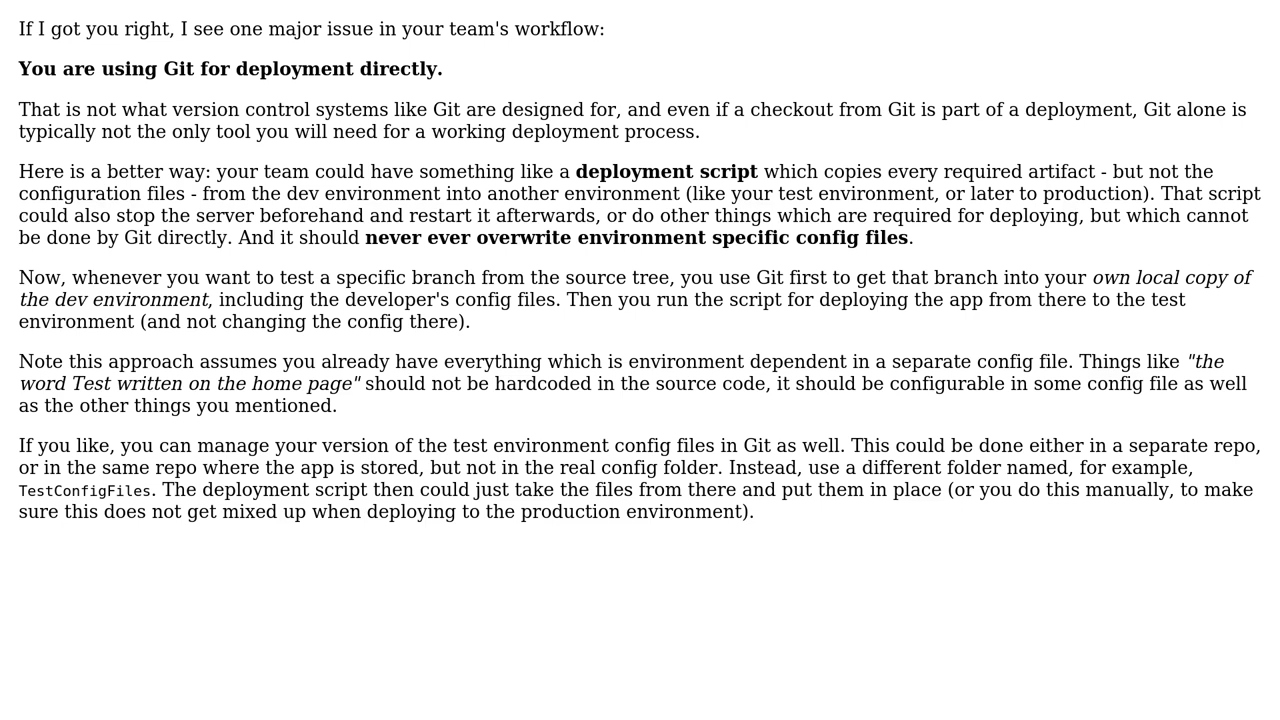 If I got you right, I see one major issue in your team's workflow:
You are using Git for deployment directly.
That is not what version control systems like Git are designed for, and even if a checkout from Git is part of a deployment, Git alone is
typically not the only tool you will need for a working deployment process.
Here is a better way: your team could have something like a deployment script which copies every required artifact - but not the
configuration files - from the dev environment into another environment (like your test environment, or later to production). That script
could also stop the server beforehand and restart it afterwards, or do other things which are required for deploying, but which cannot
be done by Git directly. And it should never ever overwrite environment specific config files.
Now, whenever you want to test a specific branch from the source tree, you use Git first to get that branch into your own local copy of
the dev environment, including the developer's config files. Then you run the script for deploying the app from there to the test
environment (and not changing the config there).
Note this approach assumes you already have everything which is environment dependent in a separate config file. Things like "the
word Test written on the home page" should not be hardcoded in the source code, it should be configurable in some config file as well
as the other things you mentioned.
If you like, you can manage your version of the test environment config files in Git as well. This could be done either in a separate repo,
or in the same repo where the app is stored, but not in the real config folder. Instead, use a different folder named, for example,
TestConfigFiles. The deployment script then could just take the files from there and put them in place (or you do this manually, to make
sure this does not get mixed up when deploying to the production environment).